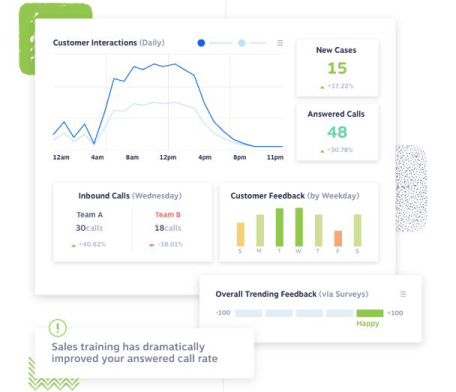 Customer Interactions (Daily)
12am 4am 8am 12pm 4pm 8pm 11pm
New Cases
15
+17.22%
Answered Calls
48
+30.78%
Inbound Calls (Wednesday)
Team A Team B
30calls 18calls
+40.62% -18.01%
Customer Feedback (by Weekday)
S M T W T F S
Overall Trending Feedback (via Surveys)
-100 +100
Happy
Sales training has dramatically
improved your answered call rate